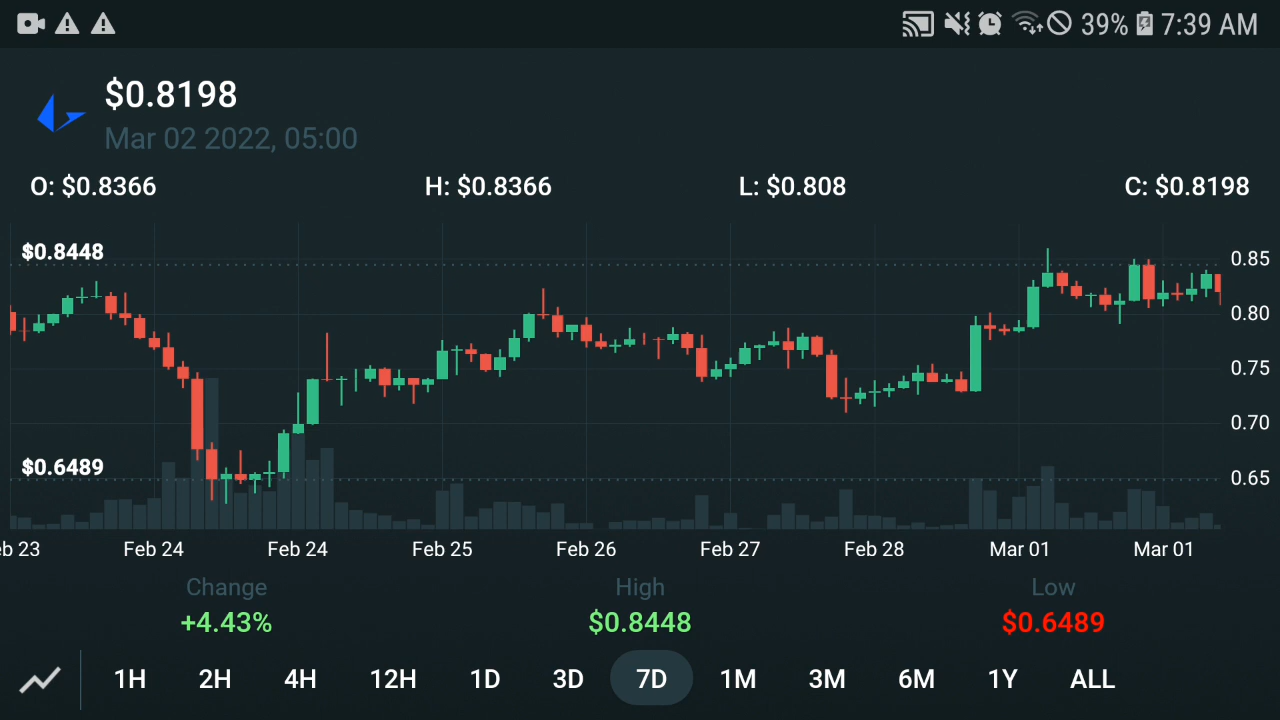 39% 7:39 AM
$0.8198
Mar 02 2022, 05:00
O: $0.8366 H: $0.8366 L: $0.808 C: $0.8198
$0.8448
0.85
0.80
0.75
0.70
$0.6489
0.65
eb 23 Feb 24 Feb 24 Feb 25 Feb 26 Feb 27 Feb 28 Mar 01 Mar 01
Change High Low
+4.43% $0.8448 $0.6489
1H 2H 4H 12H 1D 3D 7D 1M 3M 6M 1Y ALL